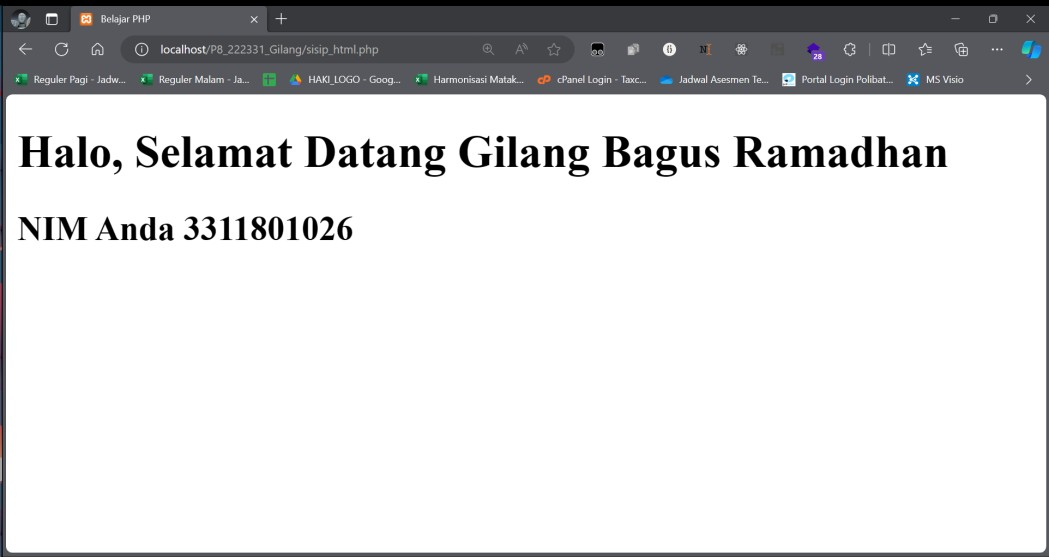 Belajar PHP
localhost/P8_222331_Gilang/sisip_html.php
28
Reguler Pagi - Jadw...
Reguler Malam - Ja...
HAKI_LOGO - Goog...
Harmonisasi Matak...
cPanel Login - Taxc...
Jadwal Asesmen Te...
Portal Login Polibat...
MS Visio
Halo, Selamat Datang Gilang Bagus Ramadhan
NIM Anda 3311801026